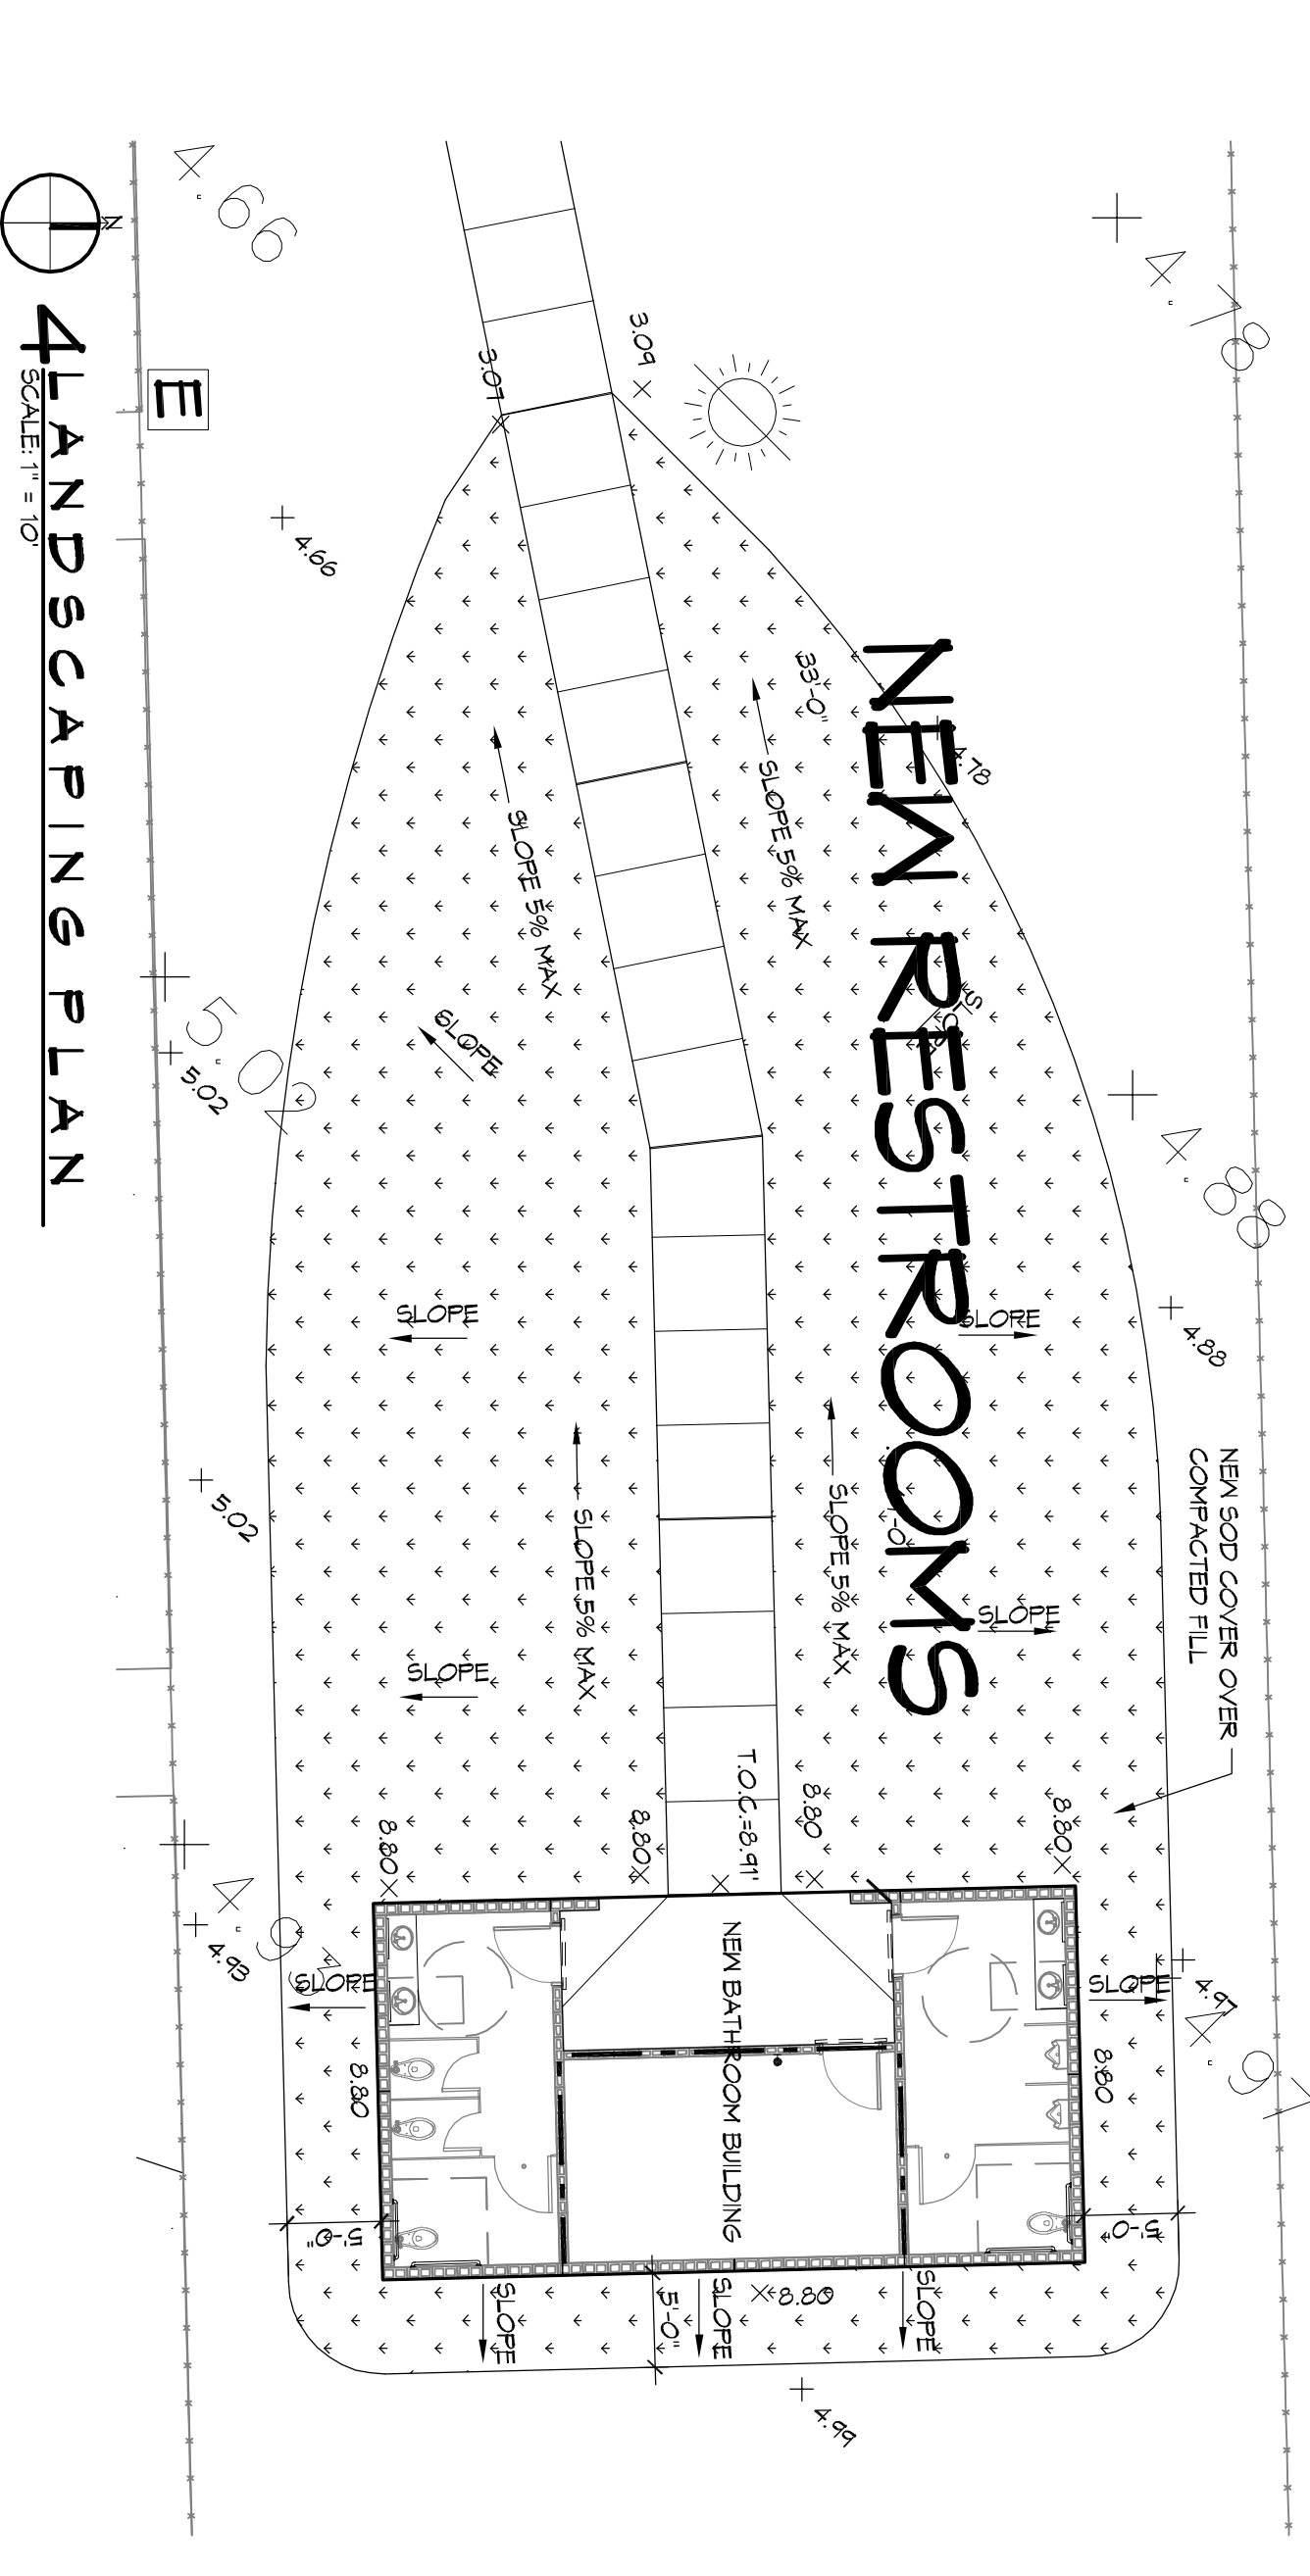 4.66
4.78
N
4 LANDSCAPING PLAN
SCALE: 1" = 10'
E
3.09
3.07
4.66
33'-0"
4.78
SLOPE 5% MAX
SLOPE 5% MAX
NEW RESTROOMS
SLOPE
SLOPE
5.02
5.02
4.88
4.88
SLOPE
SLOPE
SLOPE 5% MAX
SLOPE 5% MAX
5.02
NEW SOD COVER OVER
COMPACTED FILL
SLOPE
SLOPE
T.O.C.=8.91'
8.80
8.80
8.80
8.80
4.93
4.93
SLOPE
SLOPE
4.97
4.97
NEW BATHROOM BUILDING
8.80
8.80
5'-0"
5'-0"
5'-0"
SLOPE
SLOPE
SLOPE
8.80
4.99